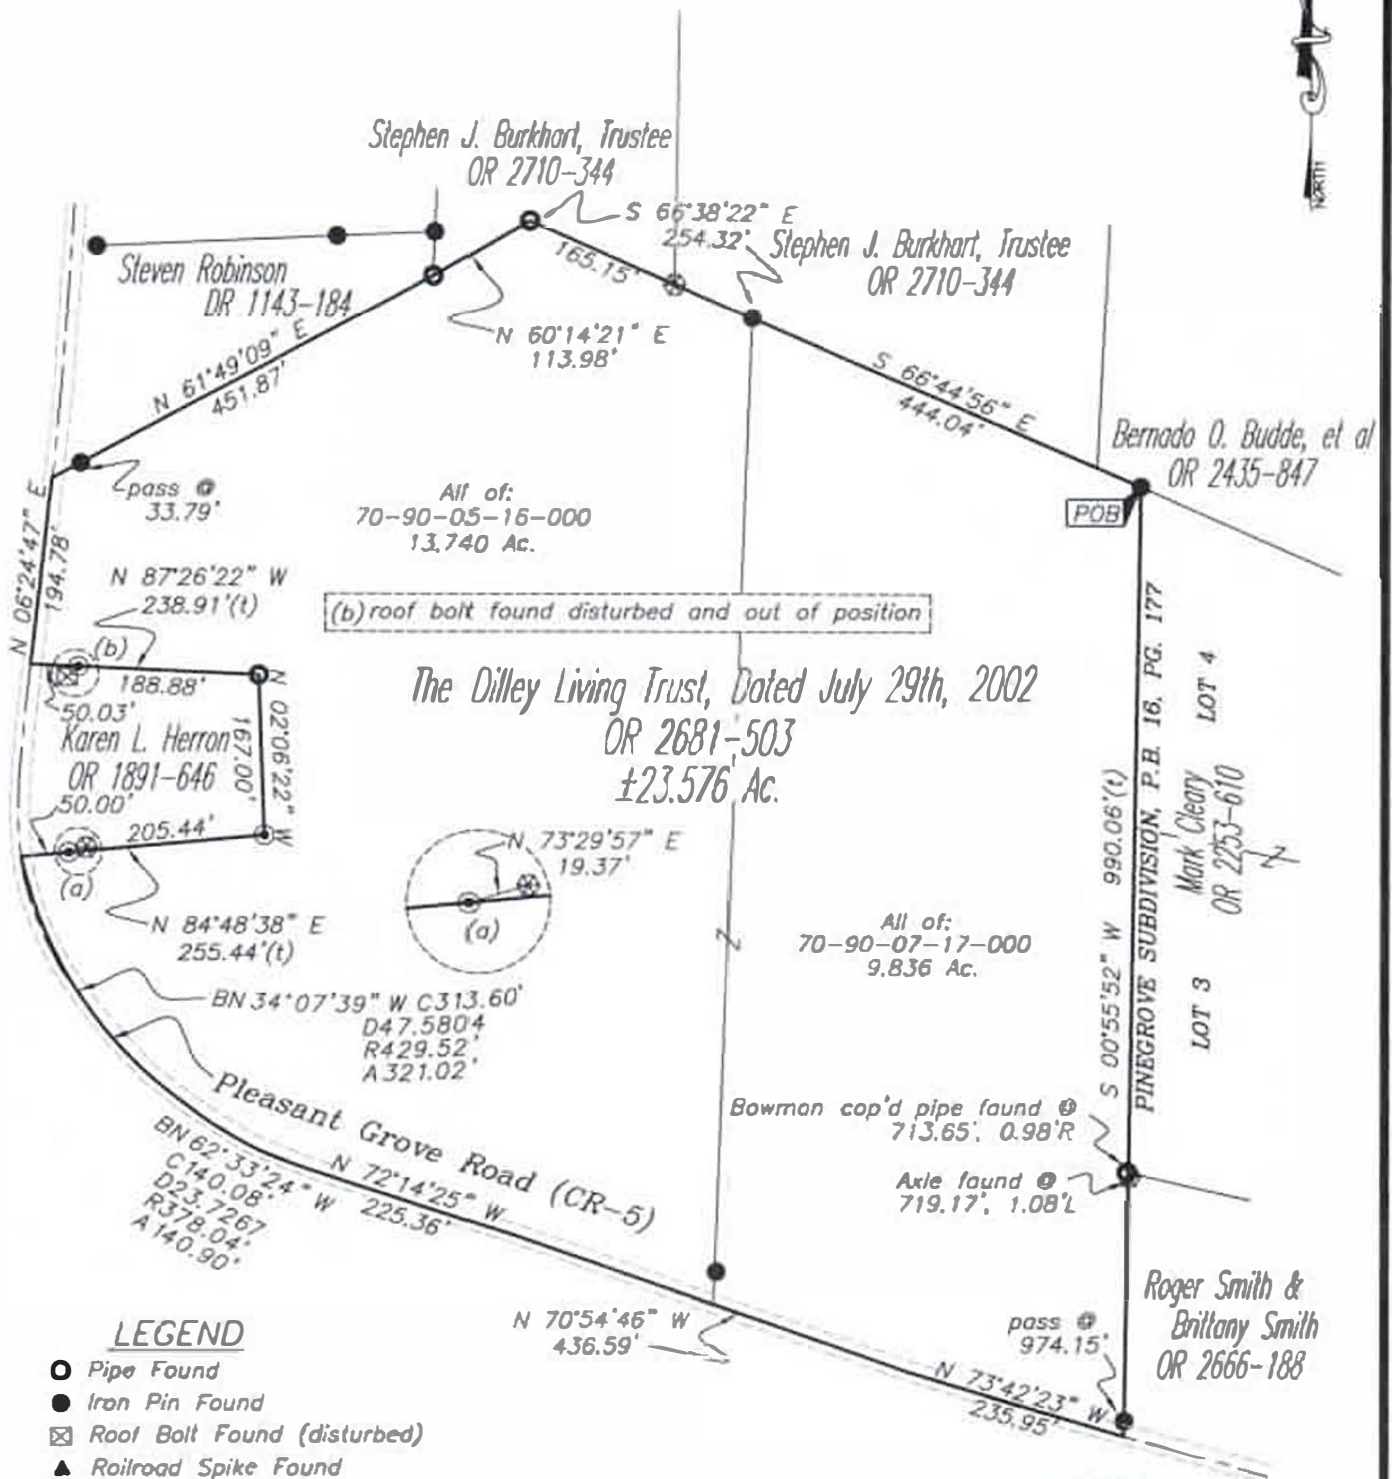 NORTH
Stephen J. Burkhart, Trustee
OR 2710-344
S 66°38'22" E
254.32'
165.15'
Stephen J. Burkhart, Trustee
OR 2710-344
Steven Robinson
DR 1143-184
N 60°14'21" E
113.98'
N 61°49'09" E
451.87'
S 66°44'56" E
444.04'
Bernado O. Budde, et al
OR 2435-847
POB
pass @
33.79'
All of:
70-90-05-16-000
13.740 Ac.
N 06°24'47" E
194.78'
N 87°26'22" W
238.91'(t)
(b) roof bolt found disturbed and out of position
(b)
188.88'
50.03'
N 02°06'22" W
167.00'
Karen L. Herron
OR 1891-646
50.00'
205.44'
(a)
N 84°48'38" E
255.44'(t)
The Dilley Living Trust, Dated July 29th, 2002
OR 2681-503
±23.576 Ac.
N 73°29'57" E
19.37'
(a)
Z
All of:
70-90-07-17-000
9.836 Ac.
S 00°55'52" W 990.06'(t)
PINEGROVE SUBDIVISION, P.B. 16, PG. 177
LOT 3
LOT 4
Mark Cleary
OR 2253-610
Z
BN 34°07'39" W C313.60'
D47.5804
R429.52'
A321.02'
Pleasant Grove Road (CR-5)
Bowman cap'd pipe found @
713.65', 0.98'R
Axle found @
719.17', 1.08'L
BN 62°33'24" W
C140.08'
D23.7267
R378.04'
A140.90'
N 72°14'25" W
225.36'
N 70°54'46" W
436.59'
pass @
974.15'
Roger Smith &
Brittany Smith
OR 2666-188
N 73°42'23" W
235.95'
LEGEND
Pipe Found
Iron Pin Found
Roof Bolt Found (disturbed)
Railroad Spike Found